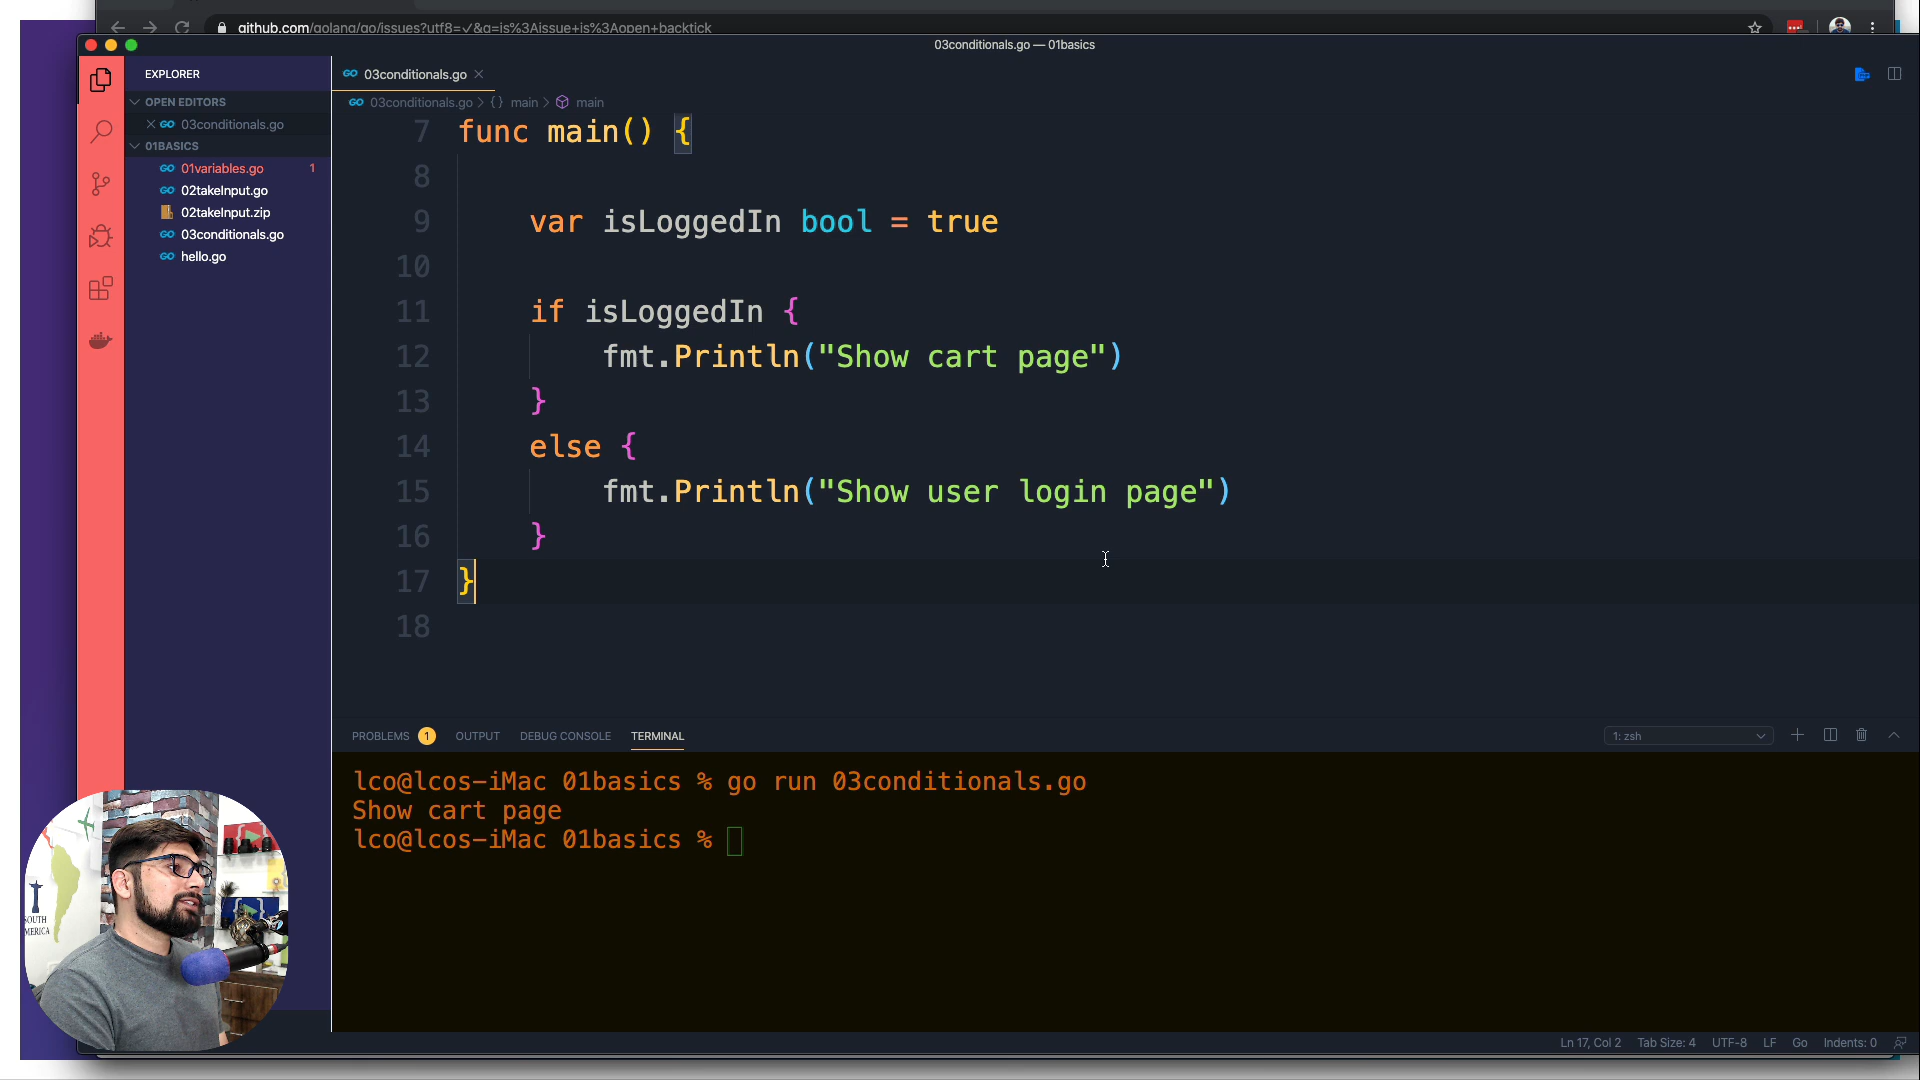 github.com/golang/go/issues?utf8=✓&q=is%3Aissue+is%3Aopen+backtick
03conditionals.go — 01basics
EXPLORER
OPEN EDITORS
03conditionals.go
01BASICS
01variables.go 1
02takeInput.go
02takeInput.zip
03conditionals.go
hello.go
03conditionals.go
03conditionals.go > {} main > main
7 func main() {
8
9 var isLoggedIn bool = true
10
11 if isLoggedIn {
12 fmt.Println("Show cart page")
13 }
14 else {
15 fmt.Println("Show user login page")
16 }
17 }
18
PROBLEMS 1 OUTPUT DEBUG CONSOLE TERMINAL
1: zsh
lco@lcos-iMac 01basics % go run 03conditionals.go
Show cart page
lco@lcos-iMac 01basics %
SOUTH
MERICA
Ln 17, Col 2 Tab Size: 4 UTF-8 LF Go Indents: 0